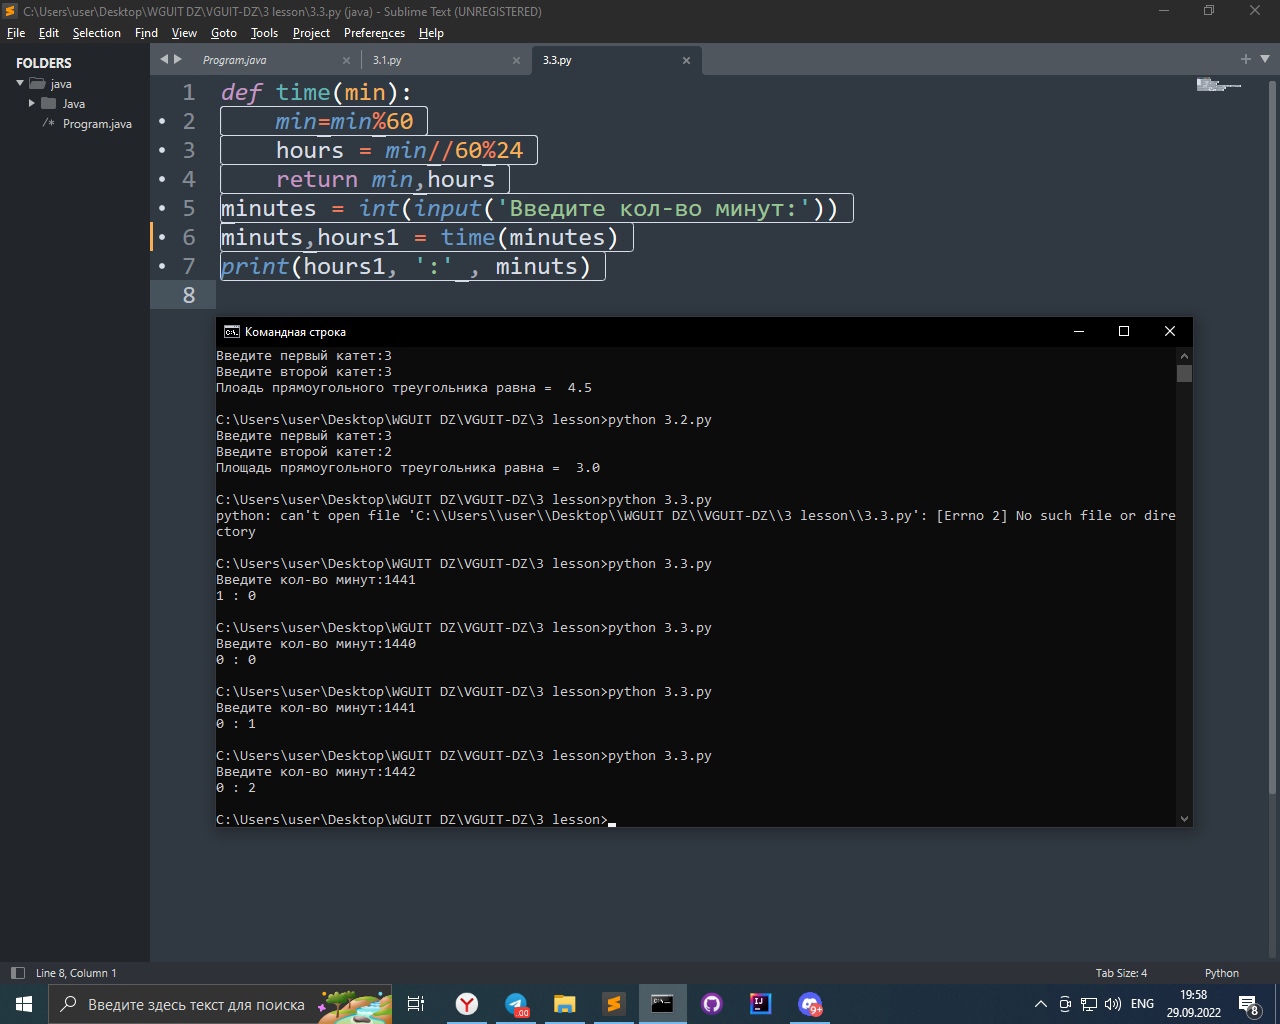 C:\Users\user\Desktop\WGUIT DZ\VGUIT-DZ\3 lesson\3.3.py (java) - Sublime Text (UNREGISTERED)
File Edit Selection Find View Goto Tools Project Preferences Help
FOLDERS
java
Java
/* Program.java
Program.java × 3.1.py × 3.3.py ×
1 def time(min):
2 min=min%60
3 hours = min//60%24
4 return min,hours
5 minutes = int(input('Введите кол-во минут:'))
6 minuts,hours1 = time(minutes)
7 print(hours1, ':' , minuts)
8
Командная строка
Введите первый катет:3
Введите второй катет:3
Плоадь прямоугольного треугольника равна =  4.5
C:\Users\user\Desktop\WGUIT DZ\VGUIT-DZ\3 lesson>python 3.2.py
Введите первый катет:3
Введите второй катет:2
Площадь прямоугольного треугольника равна =  3.0
C:\Users\user\Desktop\WGUIT DZ\VGUIT-DZ\3 lesson>python 3.3.py
python: can't open file 'C:\\Users\\user\\Desktop\\WGUIT DZ\\VGUIT-DZ\\3 lesson\\3.3.py': [Errno 2] No such file or dire
ctory
C:\Users\user\Desktop\WGUIT DZ\VGUIT-DZ\3 lesson>python 3.3.py
Введите кол-во минут:1441
1 : 0
C:\Users\user\Desktop\WGUIT DZ\VGUIT-DZ\3 lesson>python 3.3.py
Введите кол-во минут:1440
0 : 0
C:\Users\user\Desktop\WGUIT DZ\VGUIT-DZ\3 lesson>python 3.3.py
Введите кол-во минут:1441
0 : 1
C:\Users\user\Desktop\WGUIT DZ\VGUIT-DZ\3 lesson>python 3.3.py
Введите кол-во минут:1442
0 : 2
C:\Users\user\Desktop\WGUIT DZ\VGUIT-DZ\3 lesson>
Line 8, Column 1 Tab Size: 4 Python
Введите здесь текст для поиска ENG 19:58
29.09.2022 8